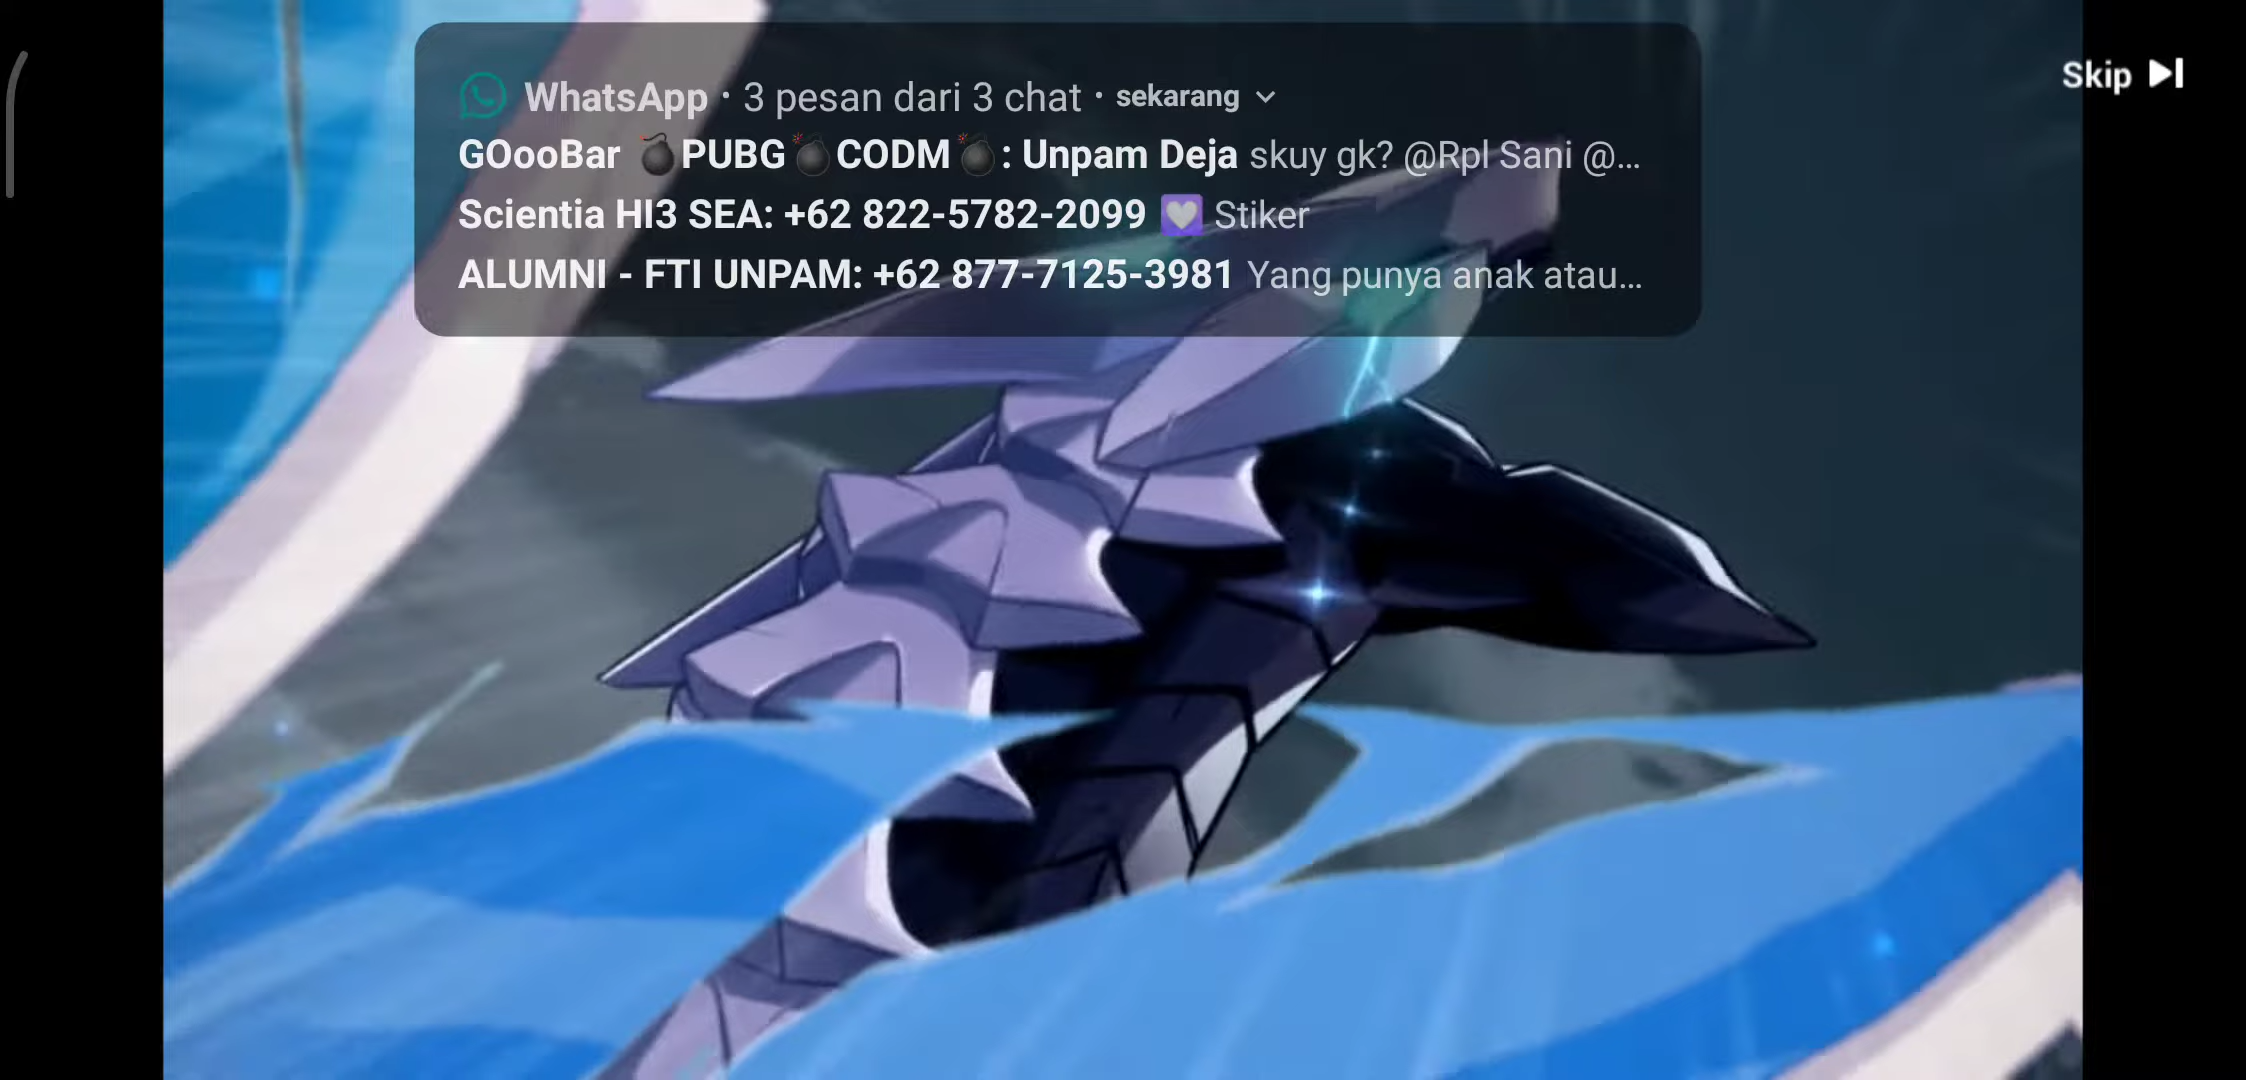 WhatsApp · 3 pesan dari 3 chat · sekarang
Skip
GOooBar 💣PUBG💣CODM💣: Unpam Deja skuy gk? @Rpl Sani @...
Scientia HI3 SEA: +62 822-5782-2099 💟 Stiker
ALUMNI - FTI UNPAM: +62 877-7125-3981 Yang punya anak atau...